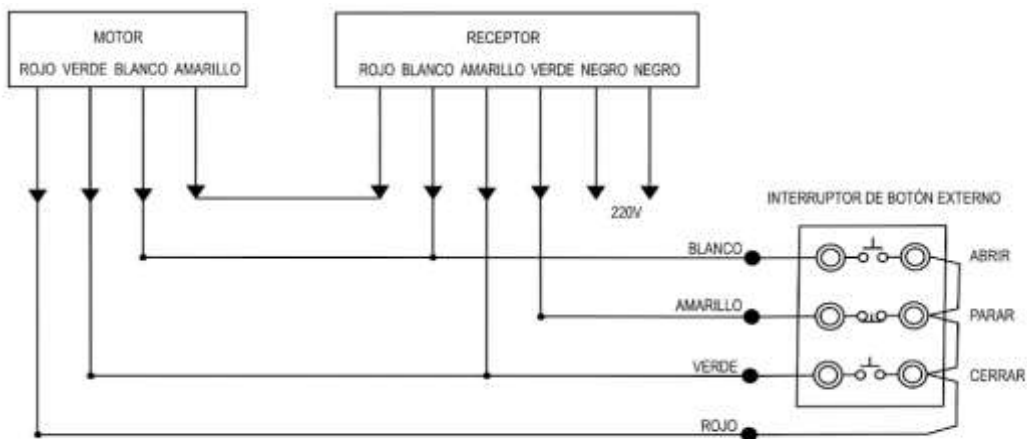 MOTOR
ROJO VERDE BLANCO AMARILLO
RECEPTOR
ROJO BLANCO AMARILLO VERDE NEGRO NEGRO
220V
INTERRUPTOR DE BOTÓN EXTERNO
BLANCO
ABRIR
AMARILLO
PARAR
VERDE
CERRAR
ROJO